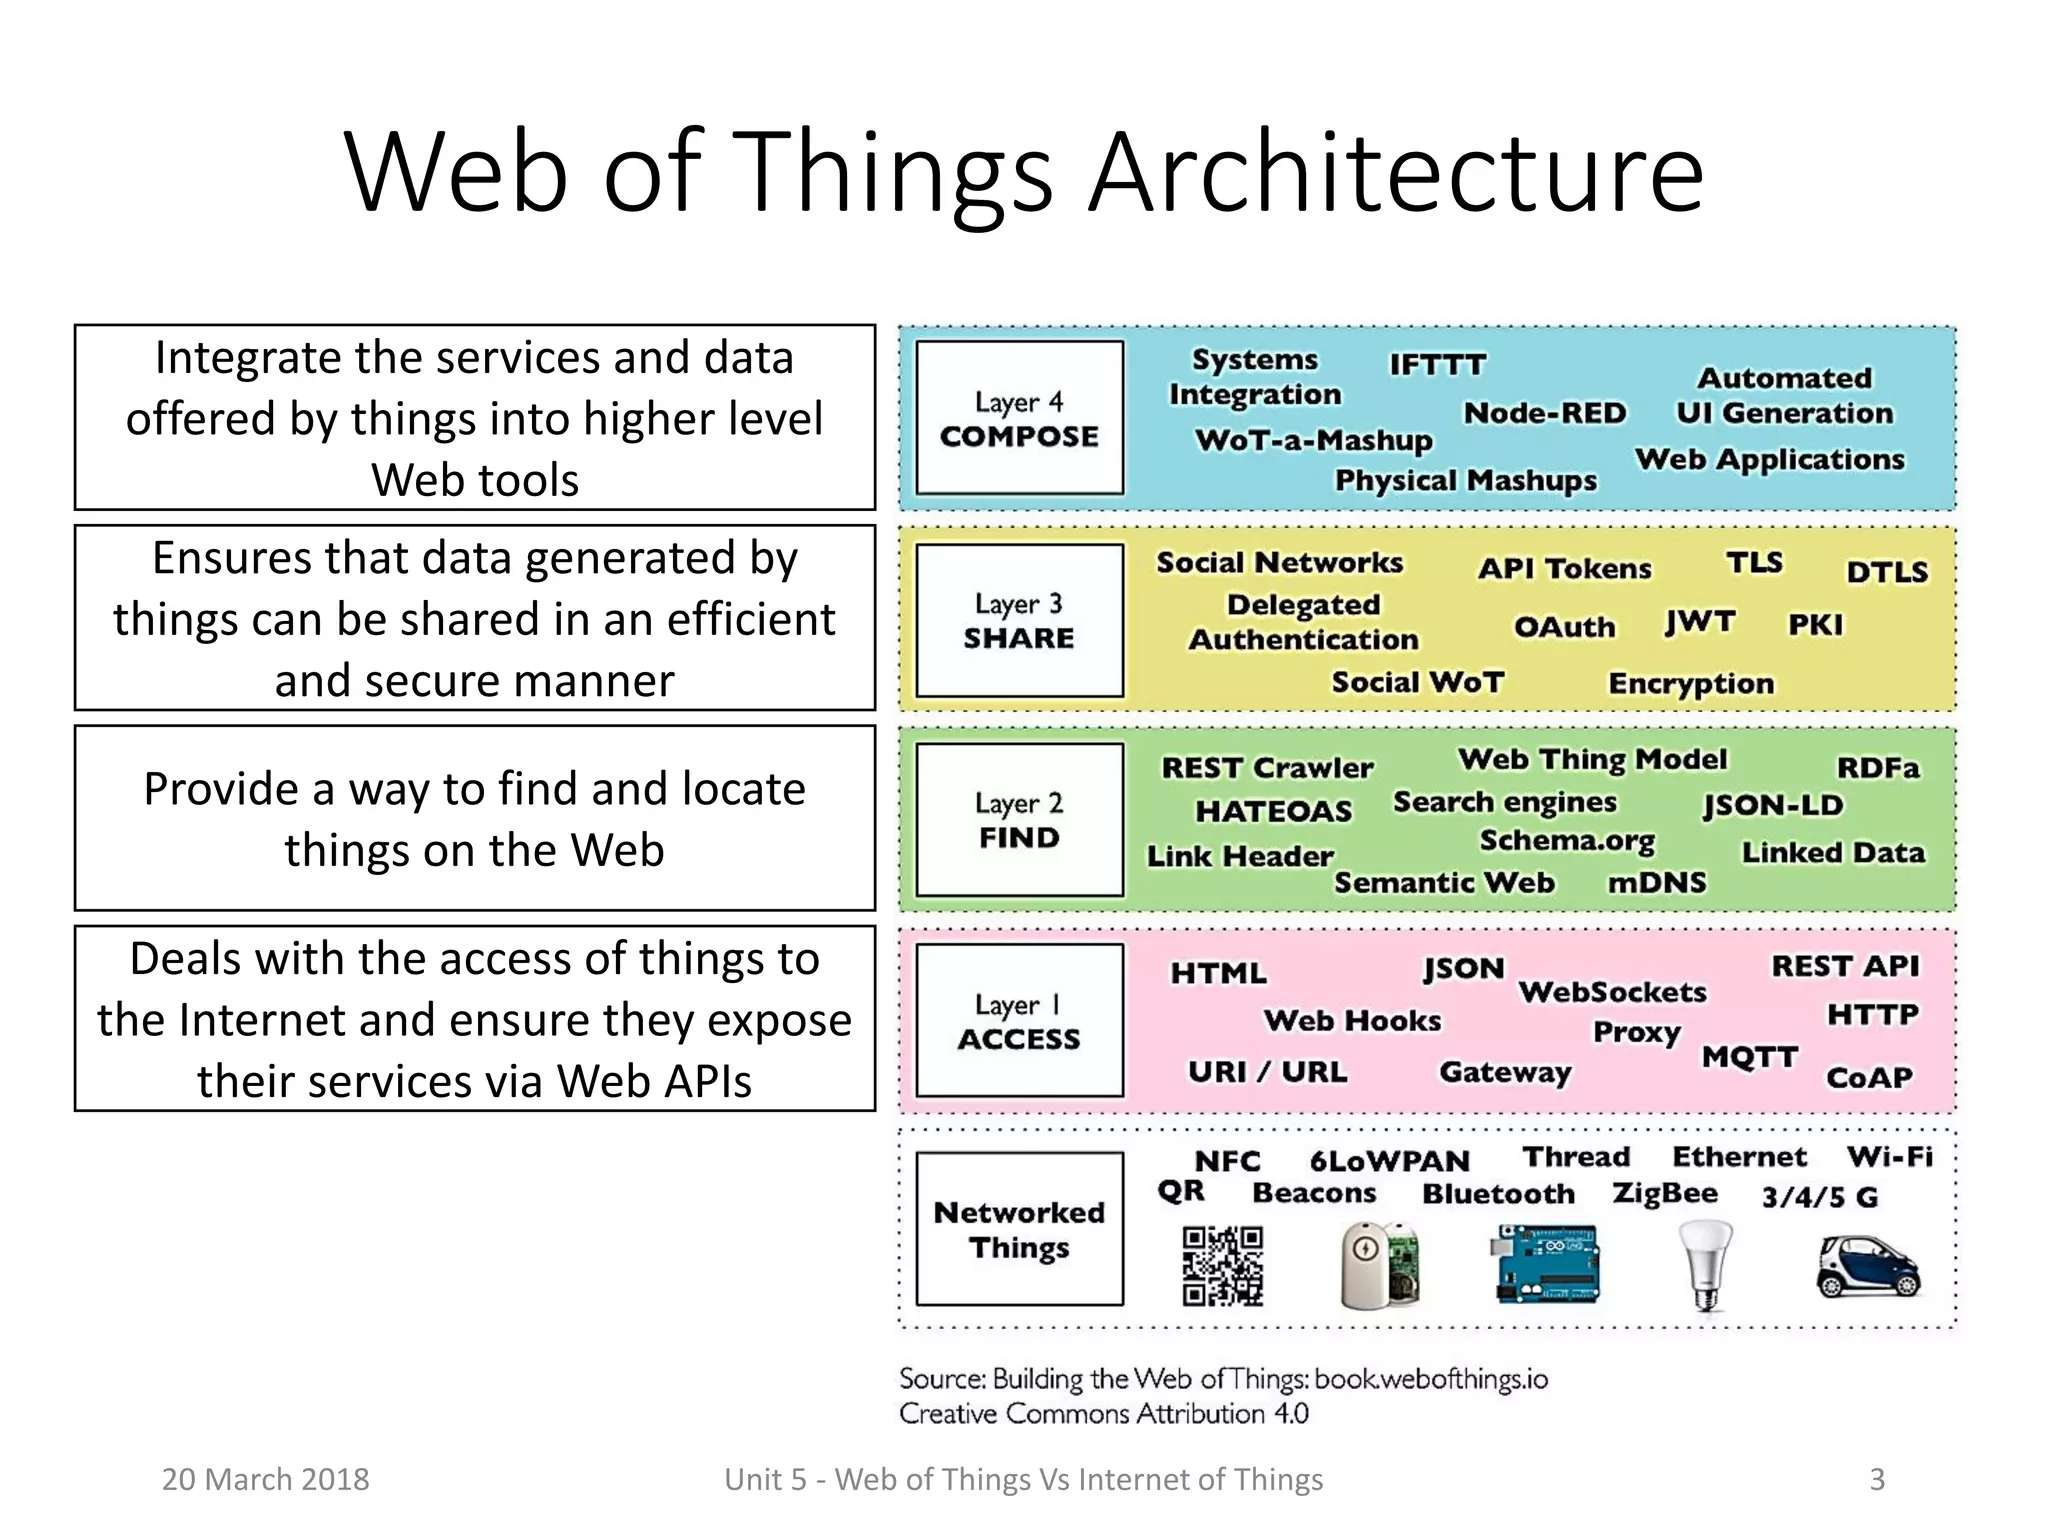 Web of Things Architecture
Integrate the services and data
offered by things into higher level
Web tools
Layer 4
COMPOSE
Systems
Integration
IFTTT
Node-RED
Automated
UI Generation
WoT-a-Mashup
Physical Mashups
Web Applications
Ensures that data generated by
things can be shared in an efficient
and secure manner
Layer 3
SHARE
Social Networks
API Tokens
TLS
DTLS
Delegated
Authentication
OAuth
JWT
PKI
Social WoT
Encryption
Provide a way to find and locate
things on the Web
Layer 2
FIND
REST Crawler
Web Thing Model
RDFa
HATEOAS
Search engines
JSON-LD
Link Header
Schema.org
Linked Data
Semantic Web
mDNS
Deals with the access of things to
the Internet and ensure they expose
their services via Web APIs
Layer 1
ACCESS
HTML
JSON
REST API
WebSockets
Web Hooks
Proxy
HTTP
URI / URL
Gateway
MQTT
CoAP
Networked
Things
NFC
6LoWPAN
Thread
Ethernet
Wi-Fi
QR
Beacons
Bluetooth
ZigBee
3/4/5 G
Source: Building the Web of Things: book.webofthings.io
Creative Commons Attribution 4.0
20 March 2018
Unit 5 - Web of Things Vs Internet of Things
3